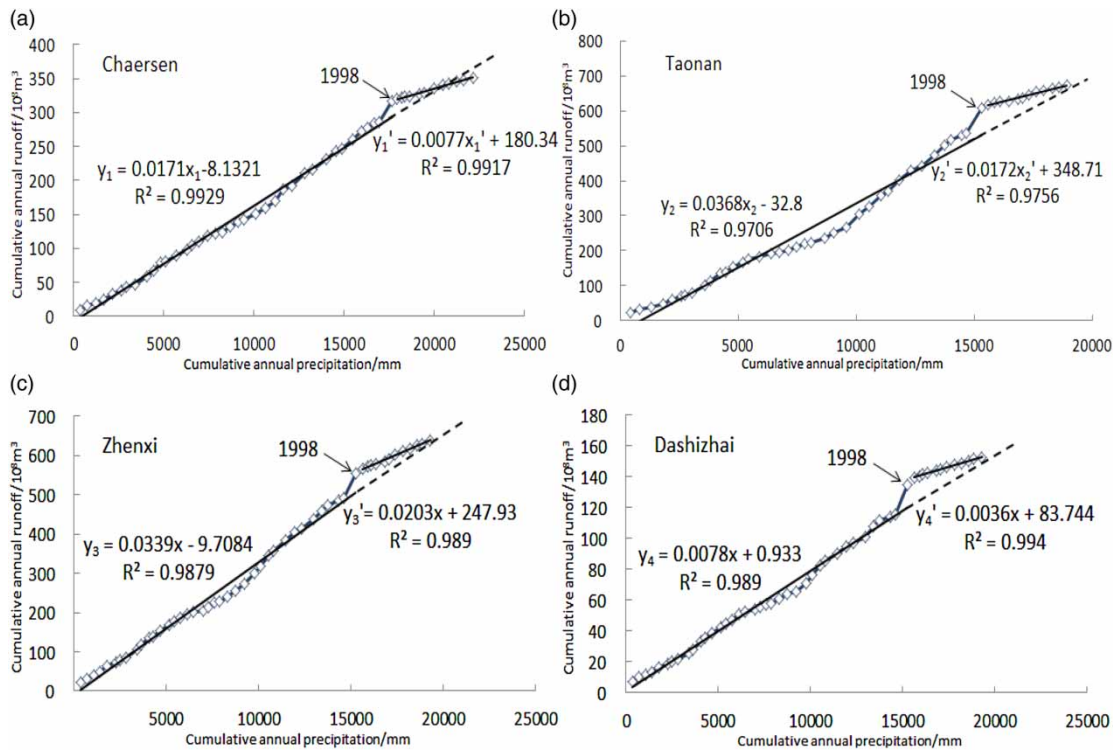 (a)
Cumulative annual runoff/10⁸m³
400
350
300
250
200
150
100
50
0
Chaersen
1998
y₁ = 0.0171x₁-8.1321
R² = 0.9929
y₁' = 0.0077x₁' + 180.34
R² = 0.9917
0 5000 10000 15000 20000 25000
Cumulative annual precipitation/mm
(b)
Cumulative annual runoff/10⁸m³
800
700
600
500
400
300
200
100
0
Taonan
1998
y₂ = 0.0368x₂ - 32.8
R² = 0.9706
y₂' = 0.0172x₂' + 348.71
R² = 0.9756
0 5000 10000 15000 20000
Cumulative annual precipitation/mm
(c)
Cumulative annual runoff/10⁸m³
700
600
500
400
300
200
100
0
Zhenxi
1998
y₃ = 0.0339x - 9.7084
R² = 0.9879
y₃' = 0.0203x + 247.93
R² = 0.989
5000 10000 15000 20000 25000
Cumulative annual precipitation/mm
(d)
Cumulative annual runoff/10⁸m³
180
160
140
120
100
80
60
40
20
0
Dashizhai
1998
y₄ = 0.0078x + 0.933
R² = 0.989
y₄' = 0.0036x + 83.744
R² = 0.994
0 5000 10000 15000 20000 25000
Cumulative annual precipitation/mm